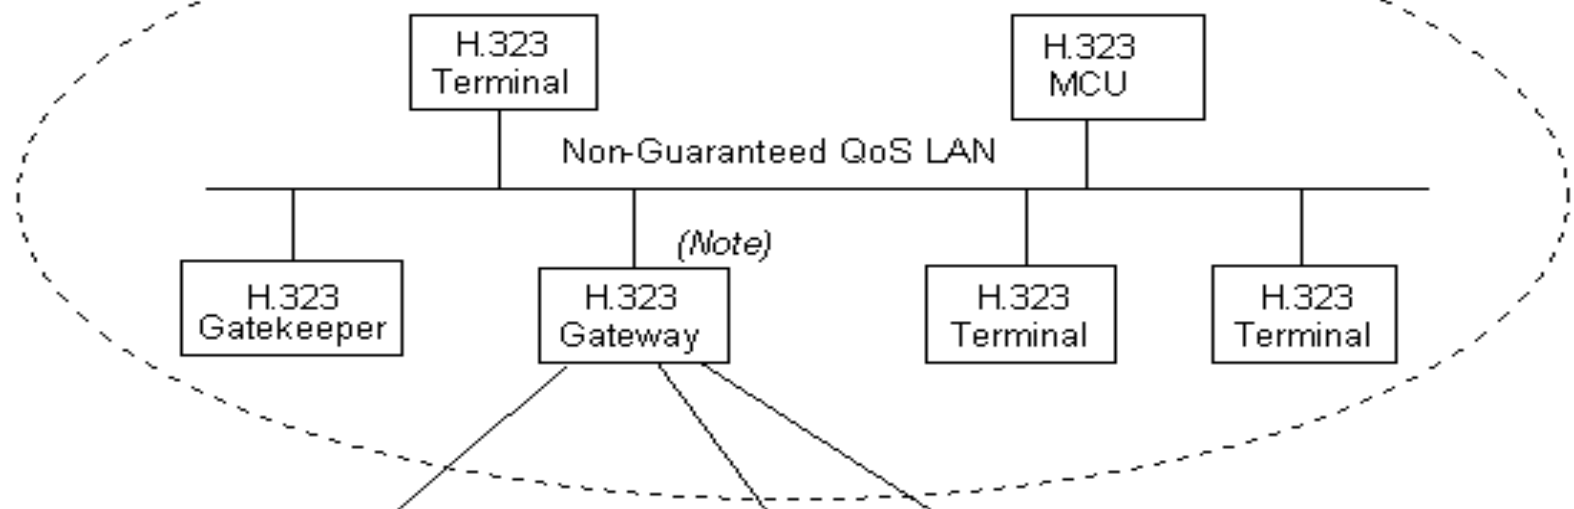 H.323
Terminal
H.323
MCU
Non-Guaranteed QoS LAN
(Note)
H.323
Gatekeeper
H.323
Gateway
H.323
Terminal
H.323
Terminal